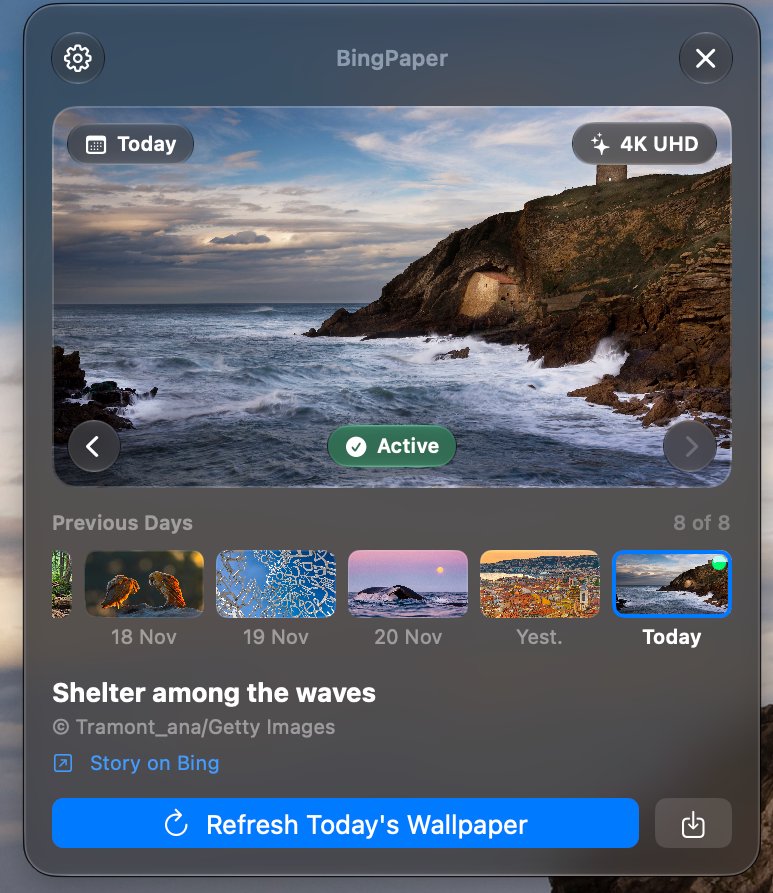 BingPaper
Today
4K UHD
Active
Previous Days
8 of 8
18 Nov
19 Nov
20 Nov
Yest.
Today
Shelter among the waves
© Tramont_ana/Getty Images
Story on Bing
Refresh Today's Wallpaper